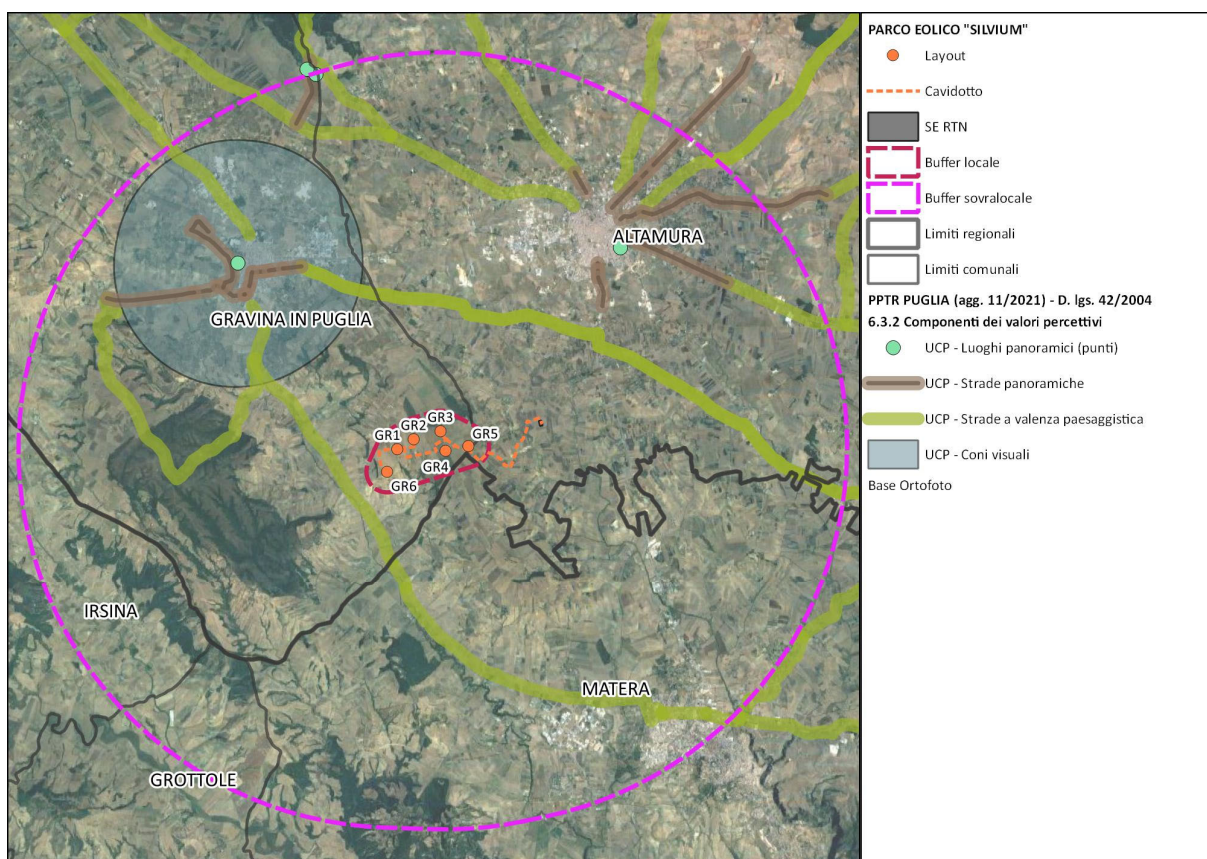 ALTAMURA
GRAVINA IN PUGLIA
GR3
GR2
GR1
GR5
GR4
GR6
IRSINA
MATERA
GROTTOLE
PARCO EOLICO "SILVIUM"
Layout
Cavidotto
SE RTN
Buffer locale
Buffer sovralocale
Limiti regionali
Limiti comunali
PPTR PUGLIA (agg. 11/2021) - D. lgs. 42/2004
6.3.2 Componenti dei valori percettivi
UCP - Luoghi panoramici (punti)
UCP - Strade panoramiche
UCP - Strade a valenza paesaggistica
UCP - Coni visuali
Base Ortofoto